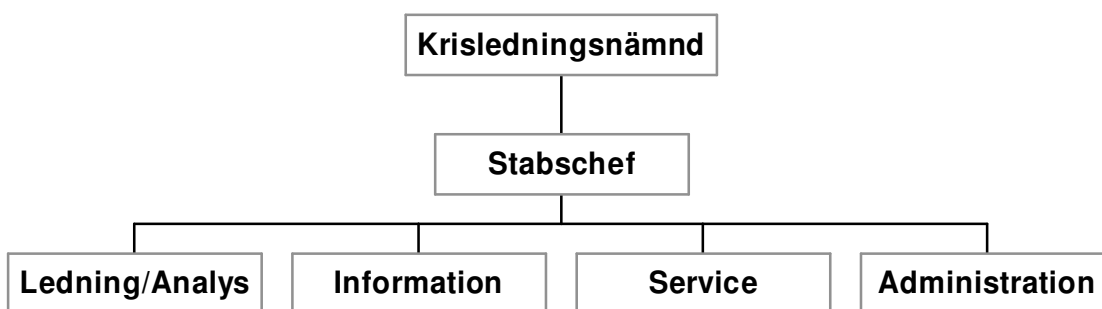 Krisledningsnämnd
Stabschef
Ledning/Analys
Information
Service
Administration